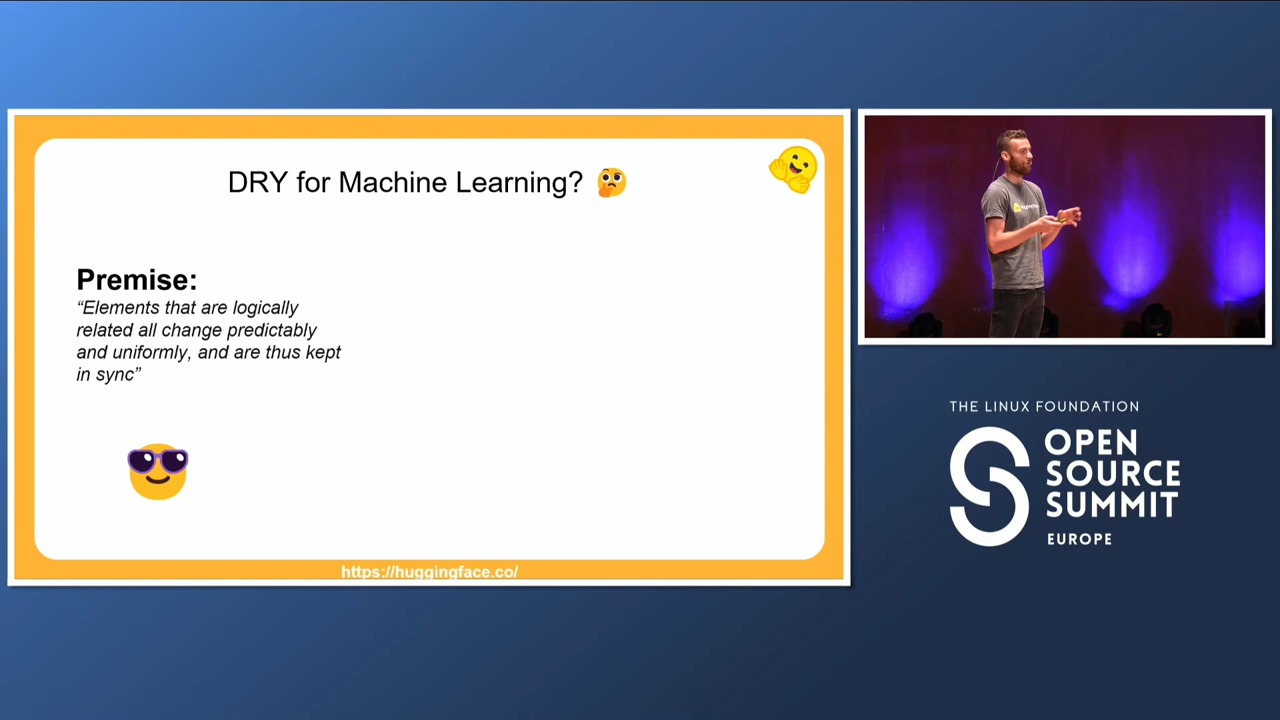 DRY for Machine Learning?
Premise:
“Elements that are logically
related all change predictably
and uniformly, and are thus kept
in sync”
https://huggingface.co/
THE LINUX FOUNDATION
OPEN
SOURCE
SUMMIT
EUROPE